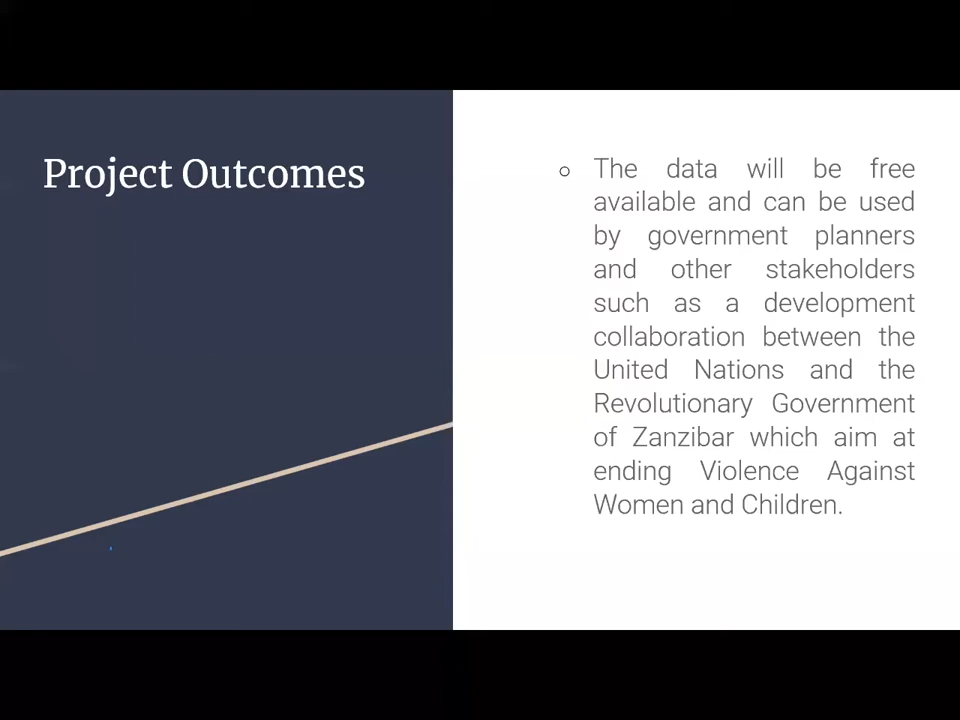 Project Outcomes
○ The data will be free
available and can be used
by government planners
and other stakeholders
such as a development
collaboration between the
United Nations and the
Revolutionary Government
of Zanzibar which aim at
ending Violence Against
Women and Children.